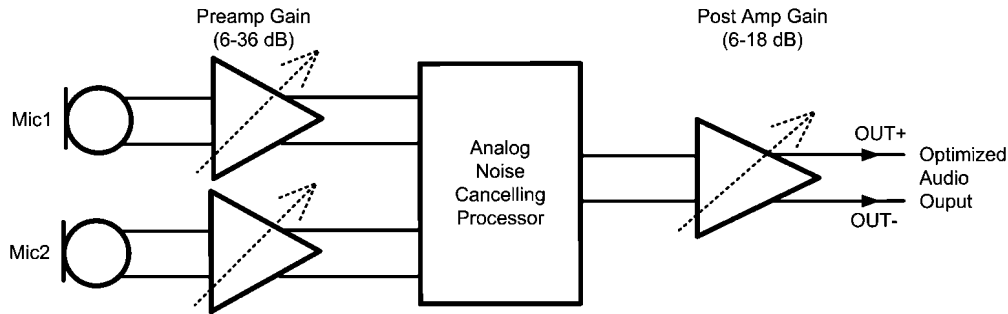 Preamp Gain
(6-36 dB)
Post Amp Gain
(6-18 dB)
Mic1
Mic2
Analog
Noise
Cancelling
Processor
OUT+
OUT-
Optimized
Audio
Ouput